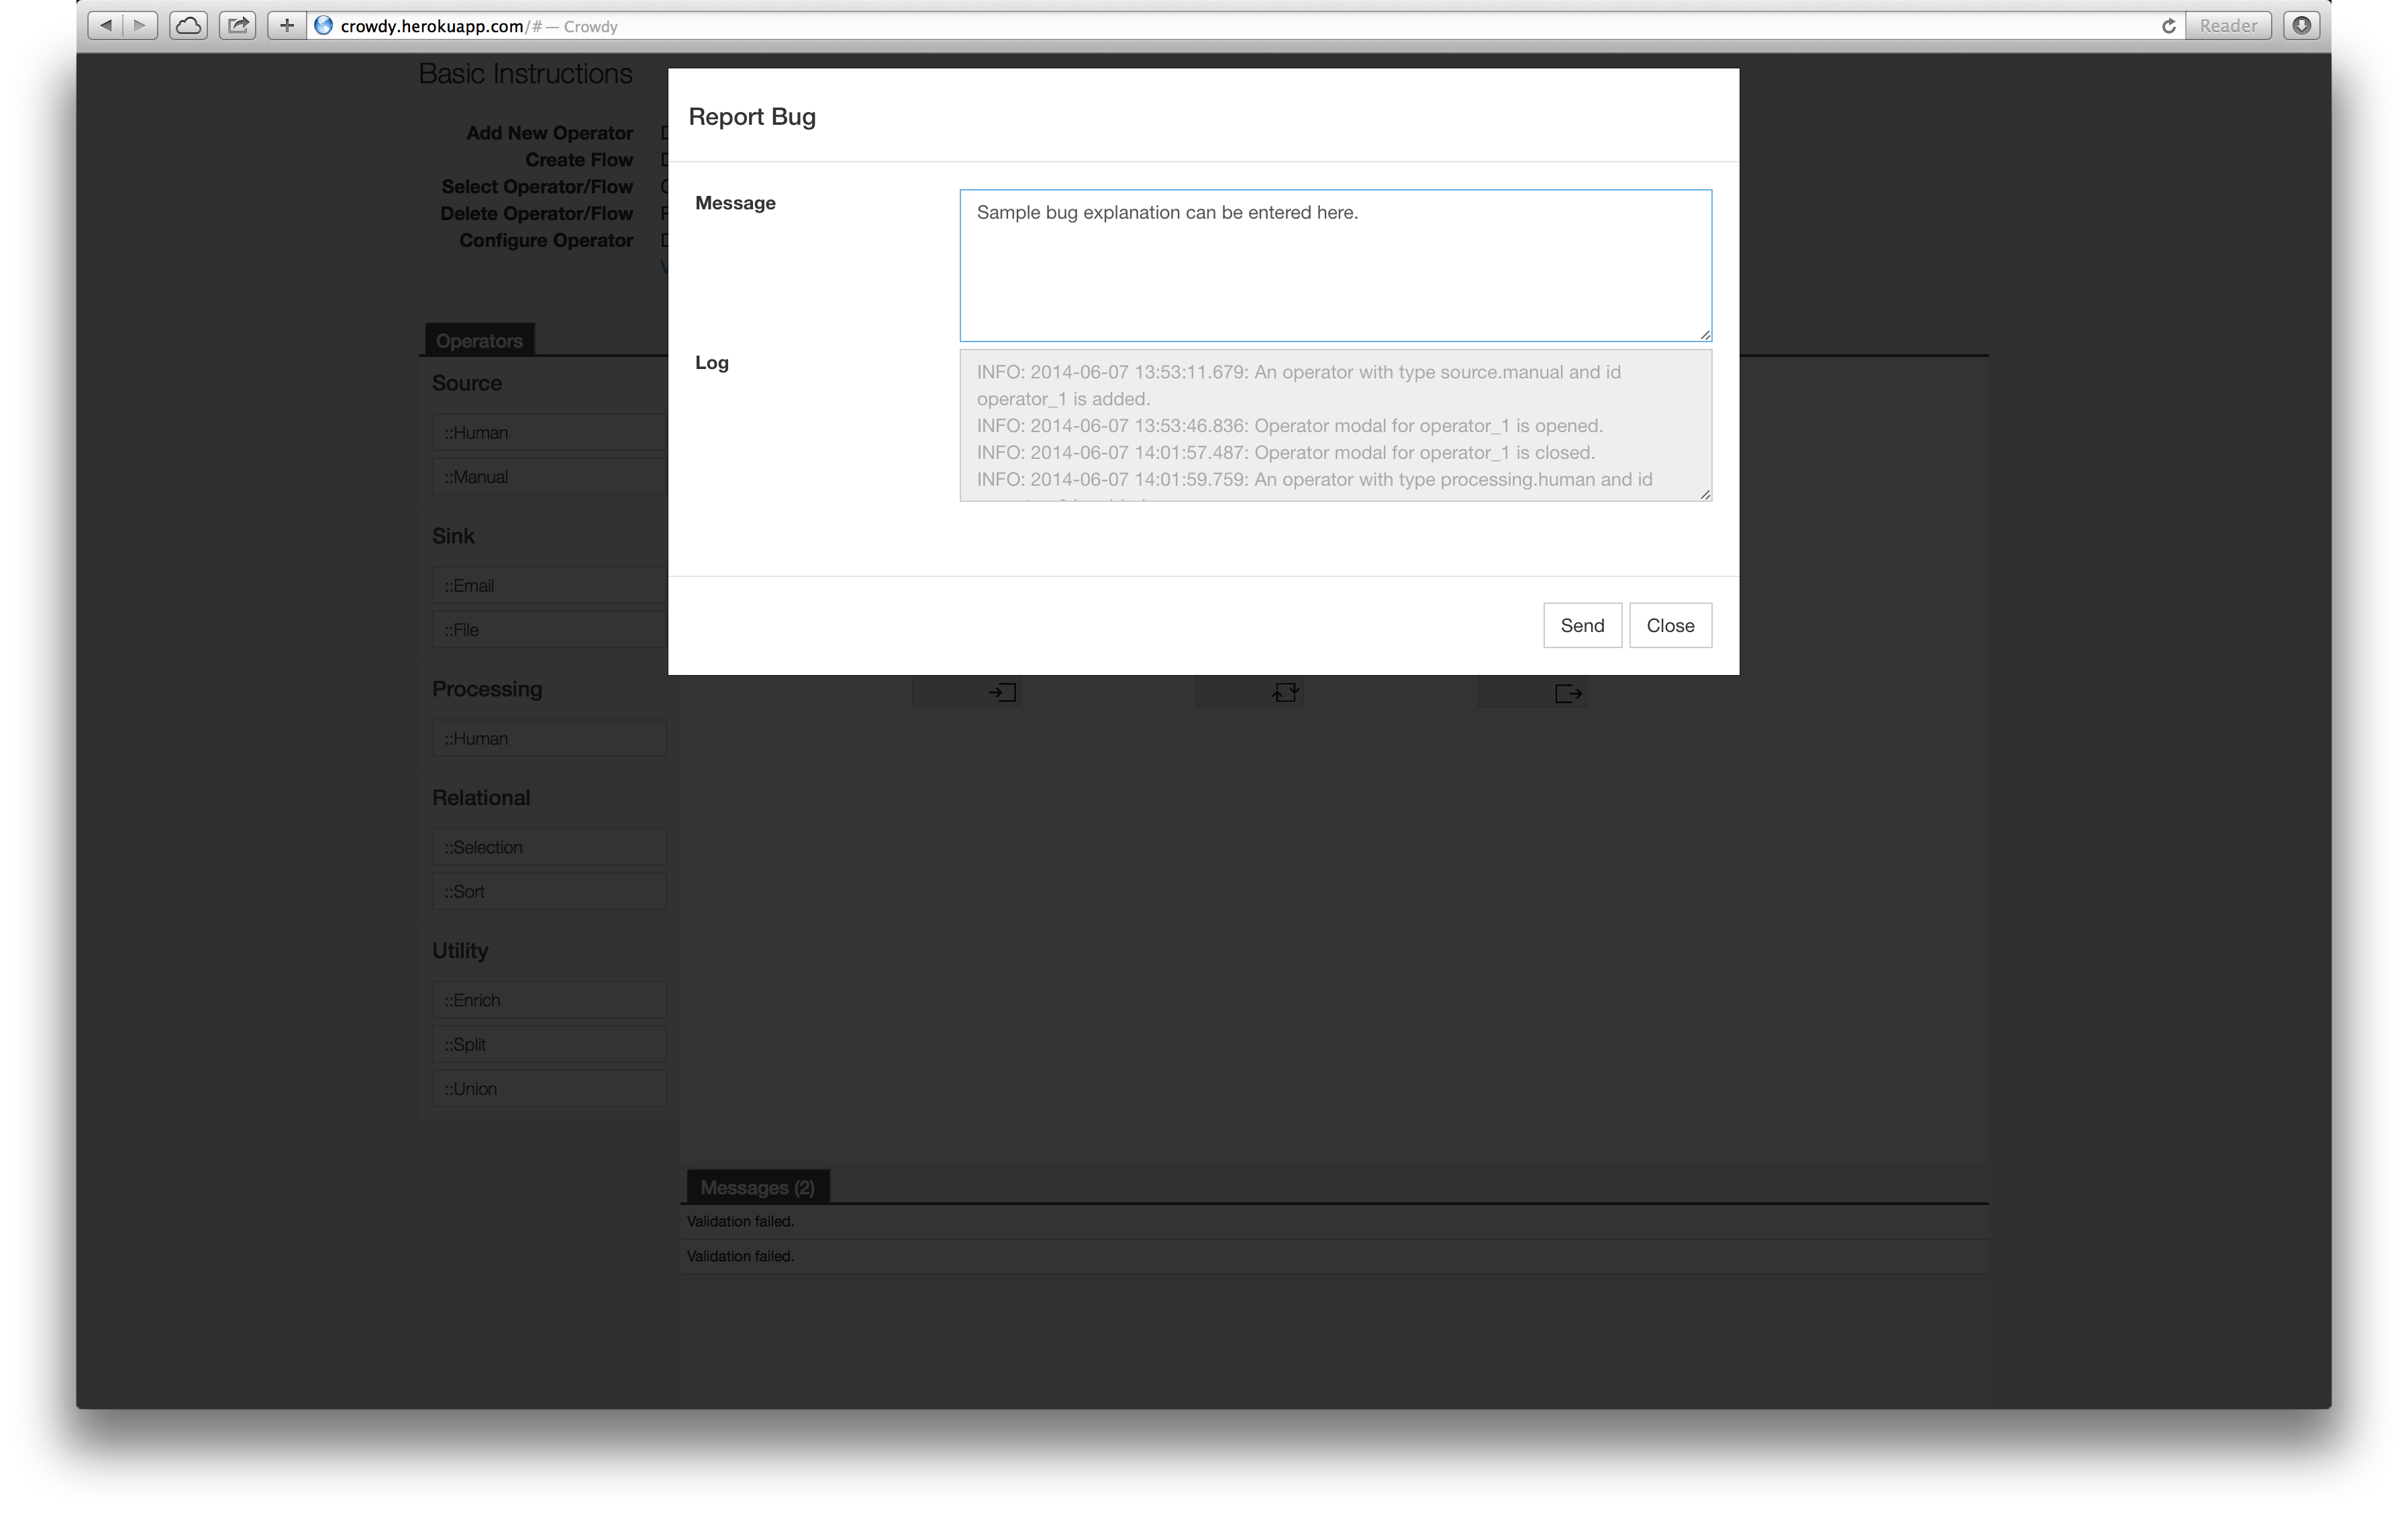 crowdy.herokuapp.com/# — Crowdy
Reader
Basic Instructions
Add New Operator
Create Flow
Select Operator/Flow
Delete Operator/Flow
Configure Operator
Report Bug
Message
Sample bug explanation can be entered here.
Log
INFO: 2014-06-07 13:53:11.679: An operator with type source.manual and id
operator_1 is added.
INFO: 2014-06-07 13:53:46.836: Operator modal for operator_1 is opened.
INFO: 2014-06-07 14:01:57.487: Operator modal for operator_1 is closed.
INFO: 2014-06-07 14:01:59.759: An operator with type processing.human and id
Send
Close
Operators
Source
::Human
::Manual
Sink
::Email
::File
Processing
::Human
Relational
::Selection
::Sort
Utility
::Enrich
::Split
::Union
Messages (2)
Validation failed.
Validation failed.